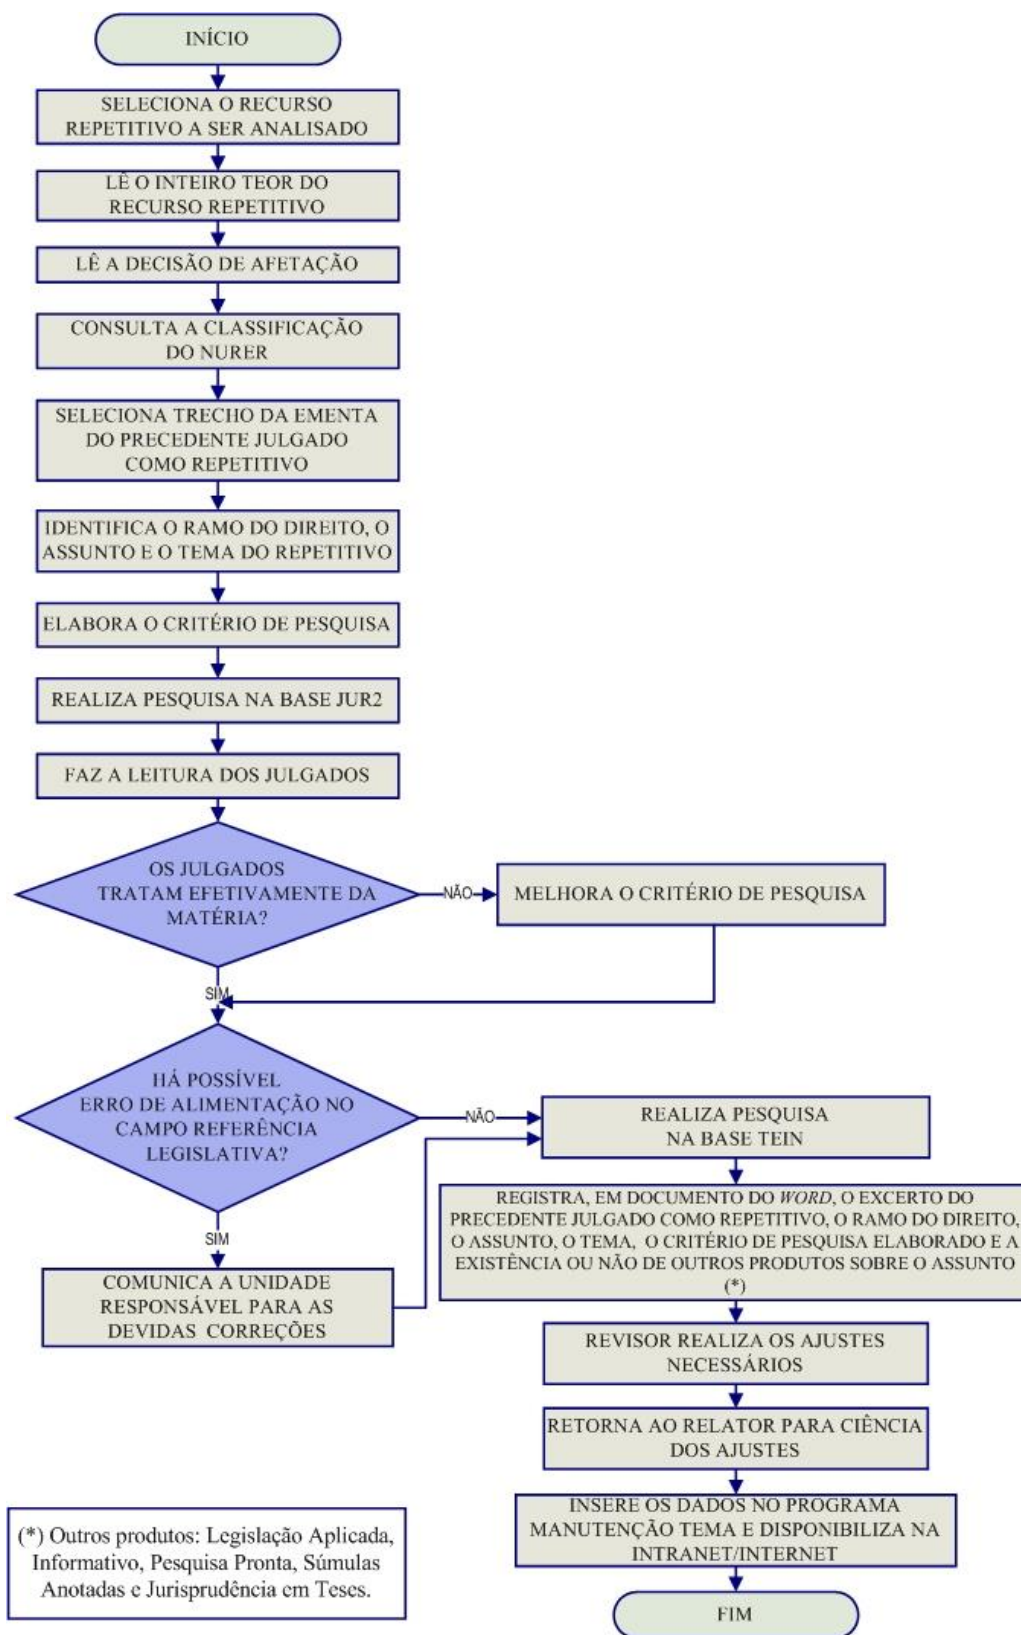 INÍCIO
SELECIONA O RECURSO
REPETITIVO A SER ANALISADO
LÊ O INTEIRO TEOR DO
RECURSO REPETITIVO
LÊ A DECISÃO DE AFETAÇÃO
CONSULTA A CLASSIFICAÇÃO
DO NURER
SELECIONA TRECHO DA EMENTA
DO PRECEDENTE JULGADO
COMO REPETITIVO
IDENTIFICA O RAMO DO DIREITO, O
ASSUNTO E O TEMA DO REPETITIVO
ELABORA O CRITÉRIO DE PESQUISA
REALIZA PESQUISA NA BASE JUR2
FAZ A LEITURA DOS JULGADOS
OS JULGADOS
TRATAM EFETIVAMENTE DA
MATÉRIA?
NÃO
MELHORA O CRITÉRIO DE PESQUISA
SIM
HÁ POSSÍVEL
ERRO DE ALIMENTAÇÃO NO
CAMPO REFERÊNCIA
LEGISLATIVA?
NÃO
REALIZA PESQUISA
NA BASE TEIN
SIM
COMUNICA A UNIDADE
RESPONSÁVEL PARA AS
DEVIDAS CORREÇÕES
REGISTRA, EM DOCUMENTO DO WORD, O EXCERTO DO
PRECEDENTE JULGADO COMO REPETITIVO, O RAMO DO DIREITO,
O ASSUNTO, O TEMA, O CRITÉRIO DE PESQUISA ELABORADO E A
EXISTÊNCIA OU NÃO DE OUTROS PRODUTOS SOBRE O ASSUNTO
(*)
REVISOR REALIZA OS AJUSTES
NECESSÁRIOS
RETORNA AO RELATOR PARA CIÊNCIA
DOS AJUSTES
INSERE OS DADOS NO PROGRAMA
MANUTENÇÃO TEMA E DISPONIBILIZA NA
INTRANET/INTERNET
FIM
(*) Outros produtos: Legislação Aplicada,
Informativo, Pesquisa Pronta, Súmulas
Anotadas e Jurisprudência em Teses.